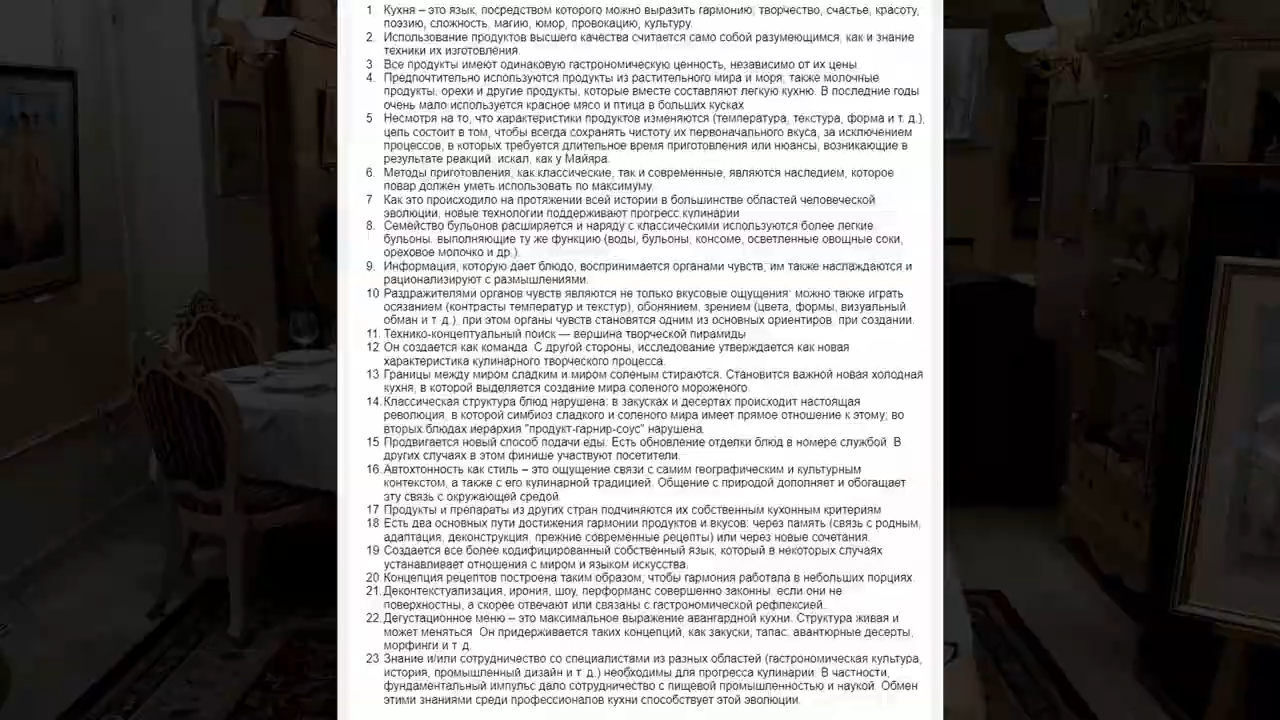 1 Кухня – это язык, посредством которого можно выразить гармонию, творчество, счастье, красоту,
поэзию, сложность, магию, юмор, провокацию, культуру.
2. Использование продуктов высшего качества считается само собой разумеющимся, как и знание
техники их изготовления.
3 Все продукты имеют одинаковую гастрономическую ценность, независимо от их цены
4. Предпочтительно используются продукты из растительного мира и моря, также молочные
продукты, орехи и другие продукты, которые вместе составляют легкую кухню. В последние годы
очень мало используется красное мясо и птица в больших кусках
5 Несмотря на то, что характеристики продуктов изменяются (температура, текстура, форма и т. д.),
цель состоит в том, чтобы всегда сохранять чистоту их первоначального вкуса, за исключением
процессов, в которых требуется длительное время приготовления или нюансы, возникающие в
результате реакций. искал, как у Майяра.
6. Методы приготовления, как классические, так и современные, являются наследием, которое
повар должен уметь использовать по максимуму.
7 Как это происходило на протяжении всей истории в большинстве областей человеческой
эволюции, новые технологии поддерживают прогресс кулинарии
8. Семейство бульонов расширяется и наряду с классическими используются более легкие
бульоны. выполняющие ту же функцию (воды, бульоны, консоме, осветленные овощные соки,
ореховое молочко и др.).
9. Информация, которую дает блюдо, воспринимается органами чувств; им также наслаждаются и
рационализируют с размышлениями.
10 Раздражителями органов чувств являются не только вкусовые ощущения: можно также играть
осязанием (контрасты температур и текстур), обонянием, зрением (цвета, формы, визуальный
обман и т. д.), при этом органы чувств становятся одним из основных ориентиров. при создании.
11. Технико-концептуальный поиск — вершина творческой пирамиды
12 Он создается как команда. С другой стороны, исследование утверждается как новая
характеристика кулинарного творческого процесса.
13 Границы между миром сладким и миром соленым стираются. Становится важной новая холодная
кухня, в которой выделяется создание мира соленого мороженого.
14. Классическая структура блюд нарушена: в закусках и десертах происходит настоящая
революция, в которой симбиоз сладкого и соленого мира имеет прямое отношение к этому; во
вторых блюдах иерархия "продукт-гарнир-соус" нарушена.
15 Продвигается новый способ подачи еды. Есть обновление отделки блюд в номере службой. В
других случаях в этом финише участвуют посетители.
16. Автохтонность как стиль – это ощущение связи с самим географическим и культурным
контекстом, а также с его кулинарной традицией. Общение с природой дополняет и обогащает
эту связь с окружающей средой.
17 Продукты и препараты из других стран подчиняются их собственным кухонным критериям
18 Есть два основных пути достижения гармонии продуктов и вкусов: через память (связь с родным,
адаптация, деконструкция, прежние современные рецепты) или через новые сочетания.
19 Создается все более кодифицированный собственный язык, который в некоторых случаях
устанавливает отношения с миром и языком искусства.
20. Концепция рецептов построена таким образом, чтобы гармония работала в небольших порциях.
21. Деконтекстуализация, ирония, шоу, перформанс совершенно законны, если они не
поверхностны, а скорее отвечают или связаны с гастрономической рефлексией.
22. Дегустационное меню – это максимальное выражение авангардной кухни. Структура живая и
может меняться. Он придерживается таких концепций, как закуски, тапас, авантюрные десерты,
морфинги и т. д.
23 Знание и/или сотрудничество со специалистами из разных областей (гастрономическая культура,
история, промышленный дизайн и т. д.) необходимы для прогресса кулинарии. В частности,
фундаментальный импульс дало сотрудничество с пищевой промышленностью и наукой. Обмен
этими знаниями среди профессионалов кухни способствует этой эволюции.